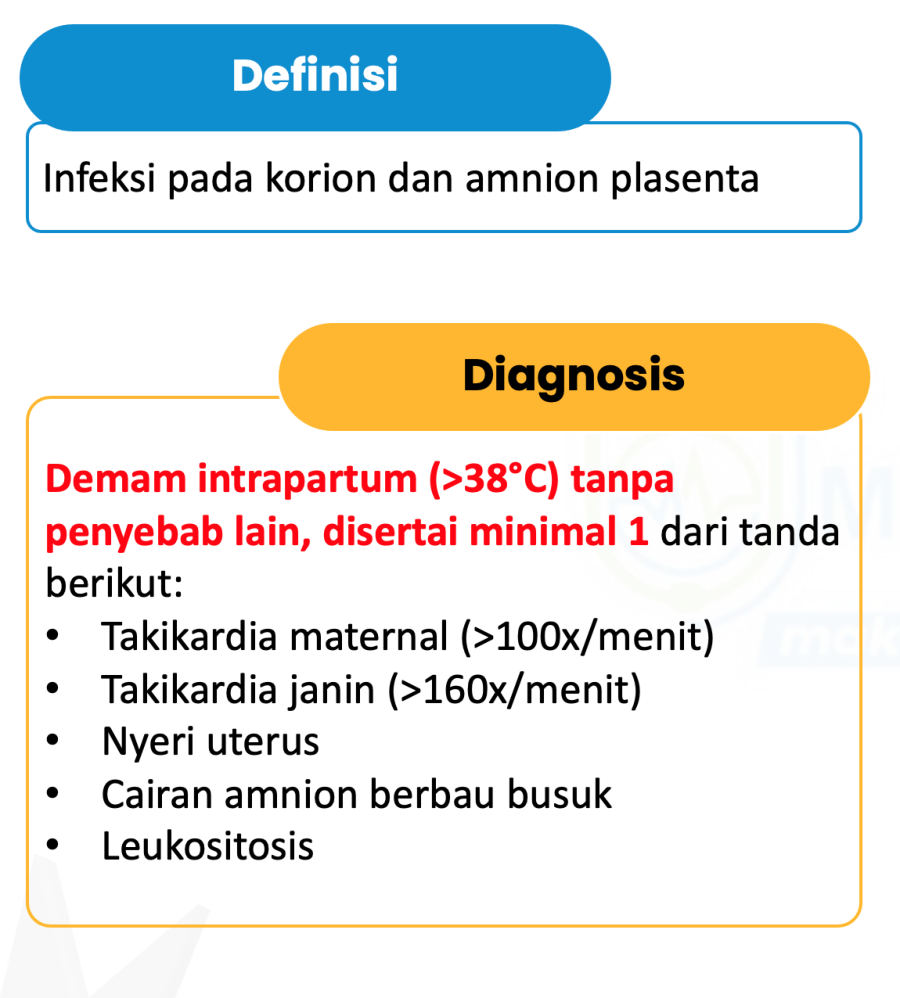 Definisi
Infeksi pada korion dan amnion plasenta
Diagnosis
Demam intrapartum (>38°C) tanpa
penyebab lain, disertai minimal 1 dari tanda
berikut:
• Takikardia maternal (>100x/menit)
• Takikardia janin (>160x/menit)
• Nyeri uterus
• Cairan amnion berbau busuk
• Leukositosis